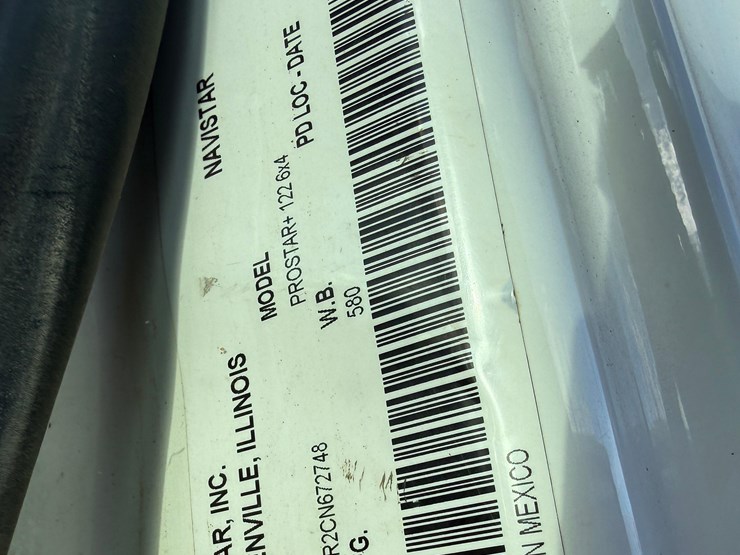 NAVISTAR
AR, INC.
ENVILLE, ILLINOIS
MODEL
PROSTAR+ 122 6x4
R2CN672748
W.B.
PD LOC - DATE
580
G.
N MEXICO